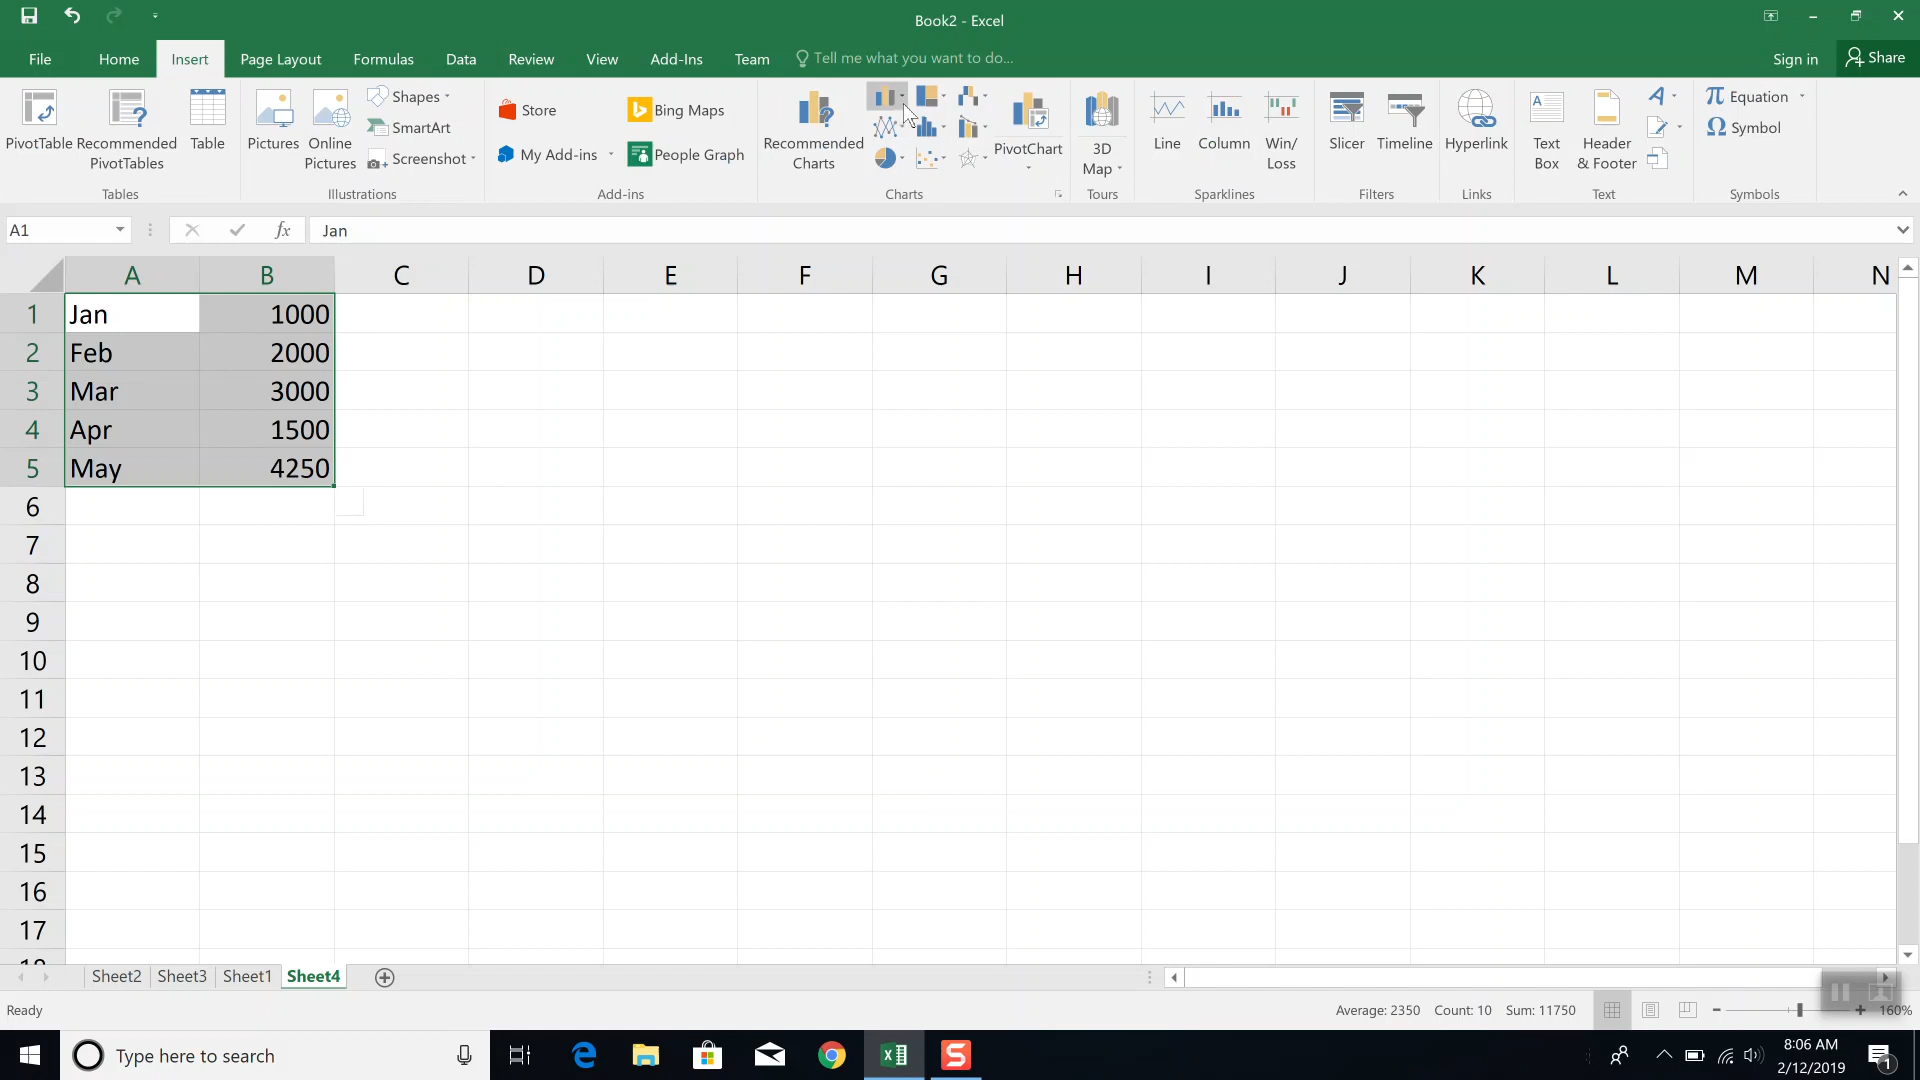 Book2 - Excel
File Home Insert Page Layout Formulas Data Review View Add-Ins Team Tell me what you want to do... Sign in Share
PivotTable Recommended PivotTables Table
Pictures Online Pictures Shapes SmartArt Screenshot
Store My Add-ins Bing Maps People Graph
Recommended Charts PivotChart
3D Map
Line Column Win/ Loss
Slicer Timeline
Hyperlink
Text Box Header & Footer
π Equation
Ω Symbol
Tables Illustrations Add-ins Charts Tours Sparklines Filters Links Text Symbols
A1 fx Jan
A B C D E F G H I J K L M N
1 Jan 1000
2 Feb 2000
3 Mar 3000
4 Apr 1500
5 May 4250
6
7
8
9
10
11
12
13
14
15
16
17
Sheet2 Sheet3 Sheet1 Sheet4
Ready Average: 2350 Count: 10 Sum: 11750 160%
Type here to search
8:06 AM
2/12/2019
1